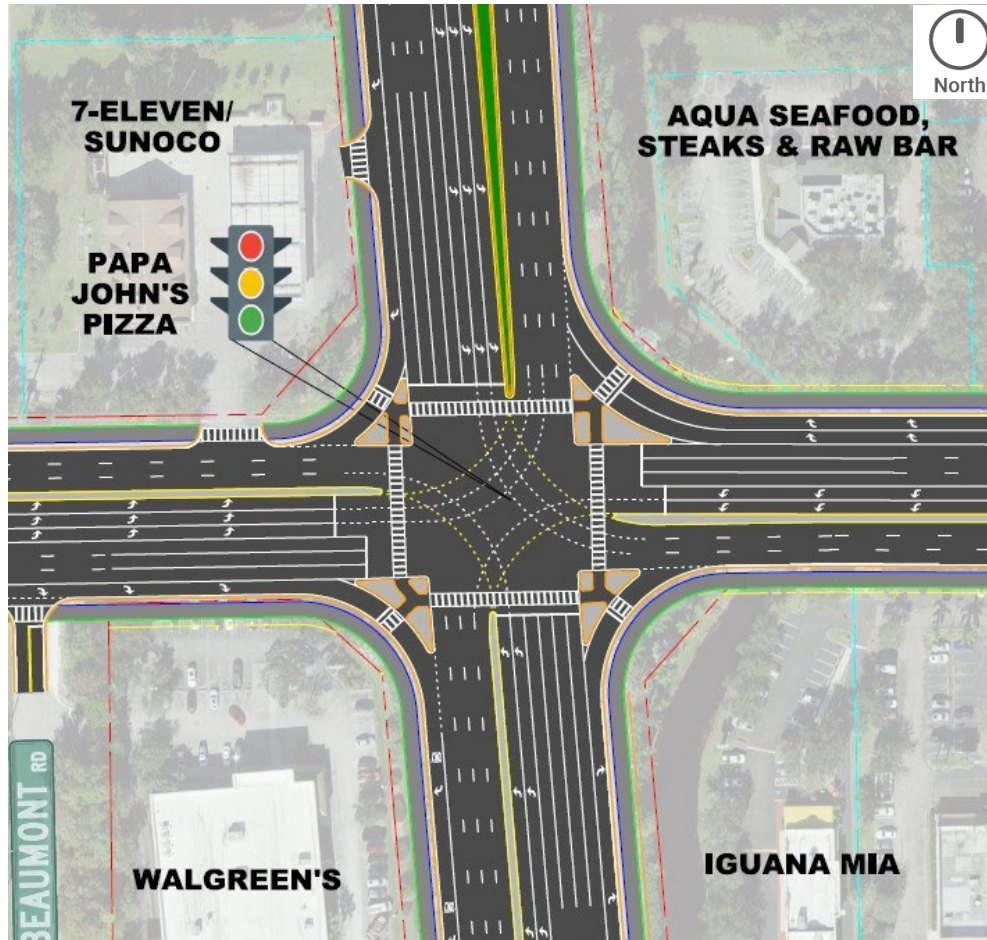 North
7-ELEVEN/
SUNOCO
AQUA SEAFOOD,
STEAKS & RAW BAR
PAPA
JOHN'S
PIZZA
WALGREEN'S
IGUANA MIA
BEAUMONT RD